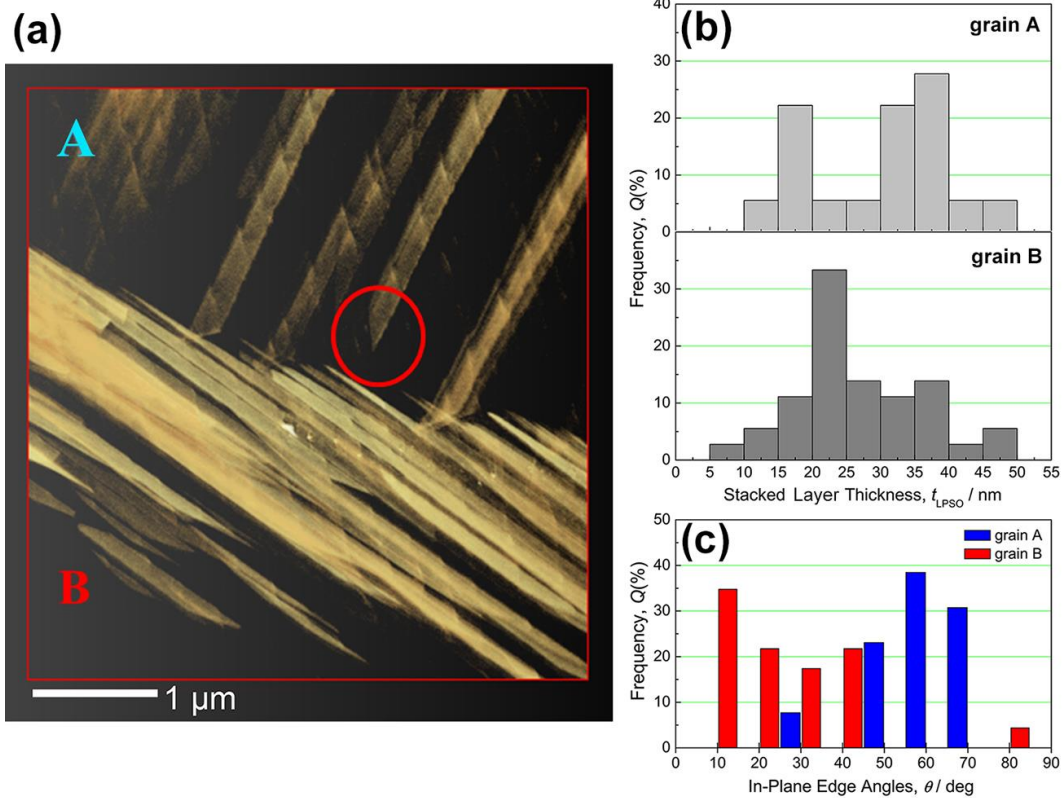 (a)
A
B
1 μm
(b)
grain A
40
30
20
10
0
grain B
30
20
10
0
Frequency, Q(%)
0 5 10 15 20 25 30 35 40 45 50 55
Stacked Layer Thickness, tLPSO / nm
(c)
grain A
grain B
50
40
30
20
10
0
Frequency, Q(%)
0 10 20 30 40 50 60 70 80 90
In-Plane Edge Angles, θ / deg